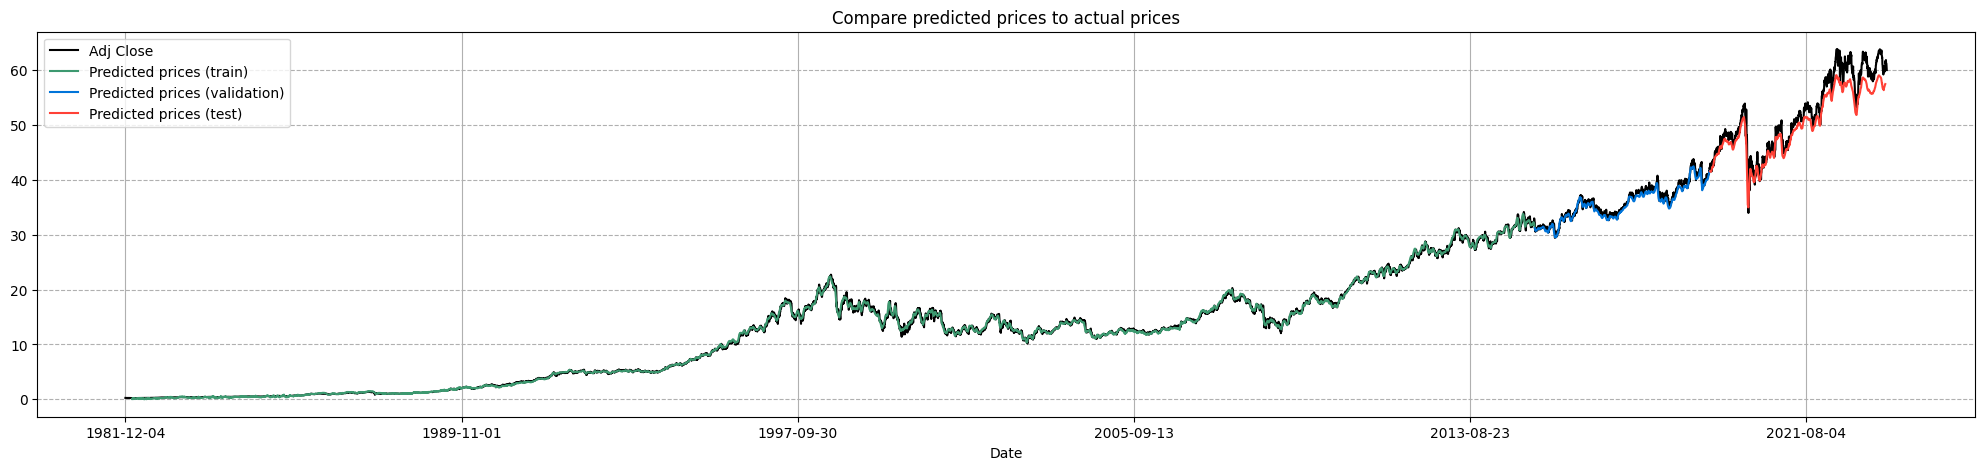 Compare predicted prices to actual prices
Adj Close
Predicted prices (train)
Predicted prices (validation)
Predicted prices (test)
60
50
40
30
20
10
0
1981-12-04 1989-11-01 1997-09-30 2005-09-13 2013-08-23 2021-08-04
Date